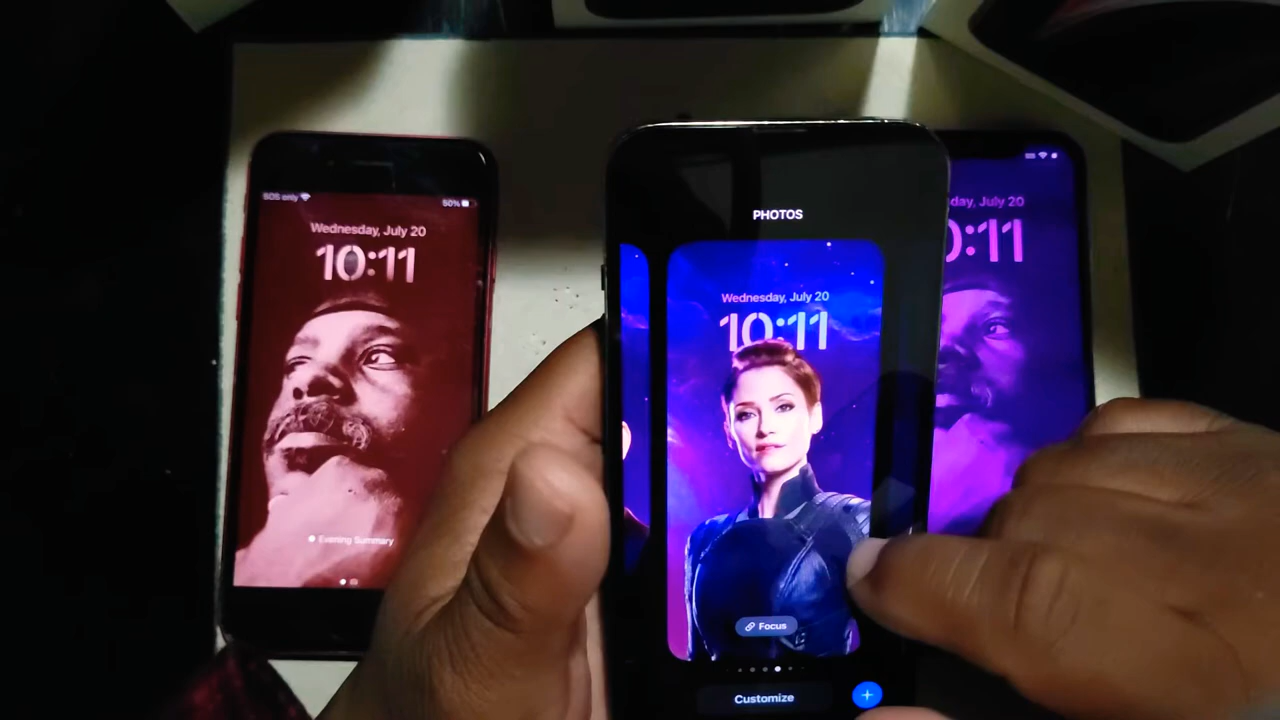 SOS only
50%
Wednesday, July 20
10:11
Evening Summary
PHOTOS
Wednesday, July 20
10:11
Focus
Customize
day, July 20
0:11